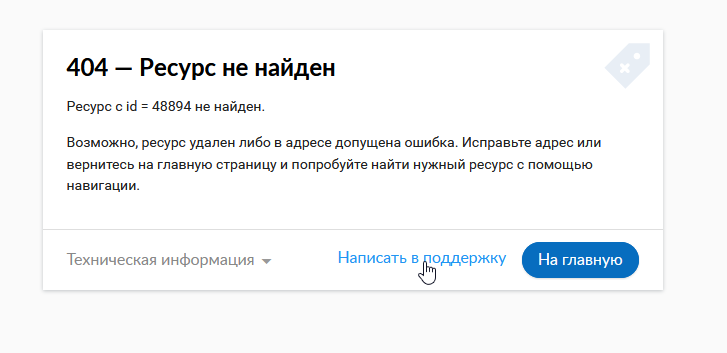 404 — Ресурс не найден
Ресурс с id = 48894 не найден.
Возможно, ресурс удален либо в адресе допущена ошибка. Исправьте адрес или
вернитесь на главную страницу и попробуйте найти нужный ресурс с помощью
навигации.
Техническая информация
Написать в поддержку
На главную